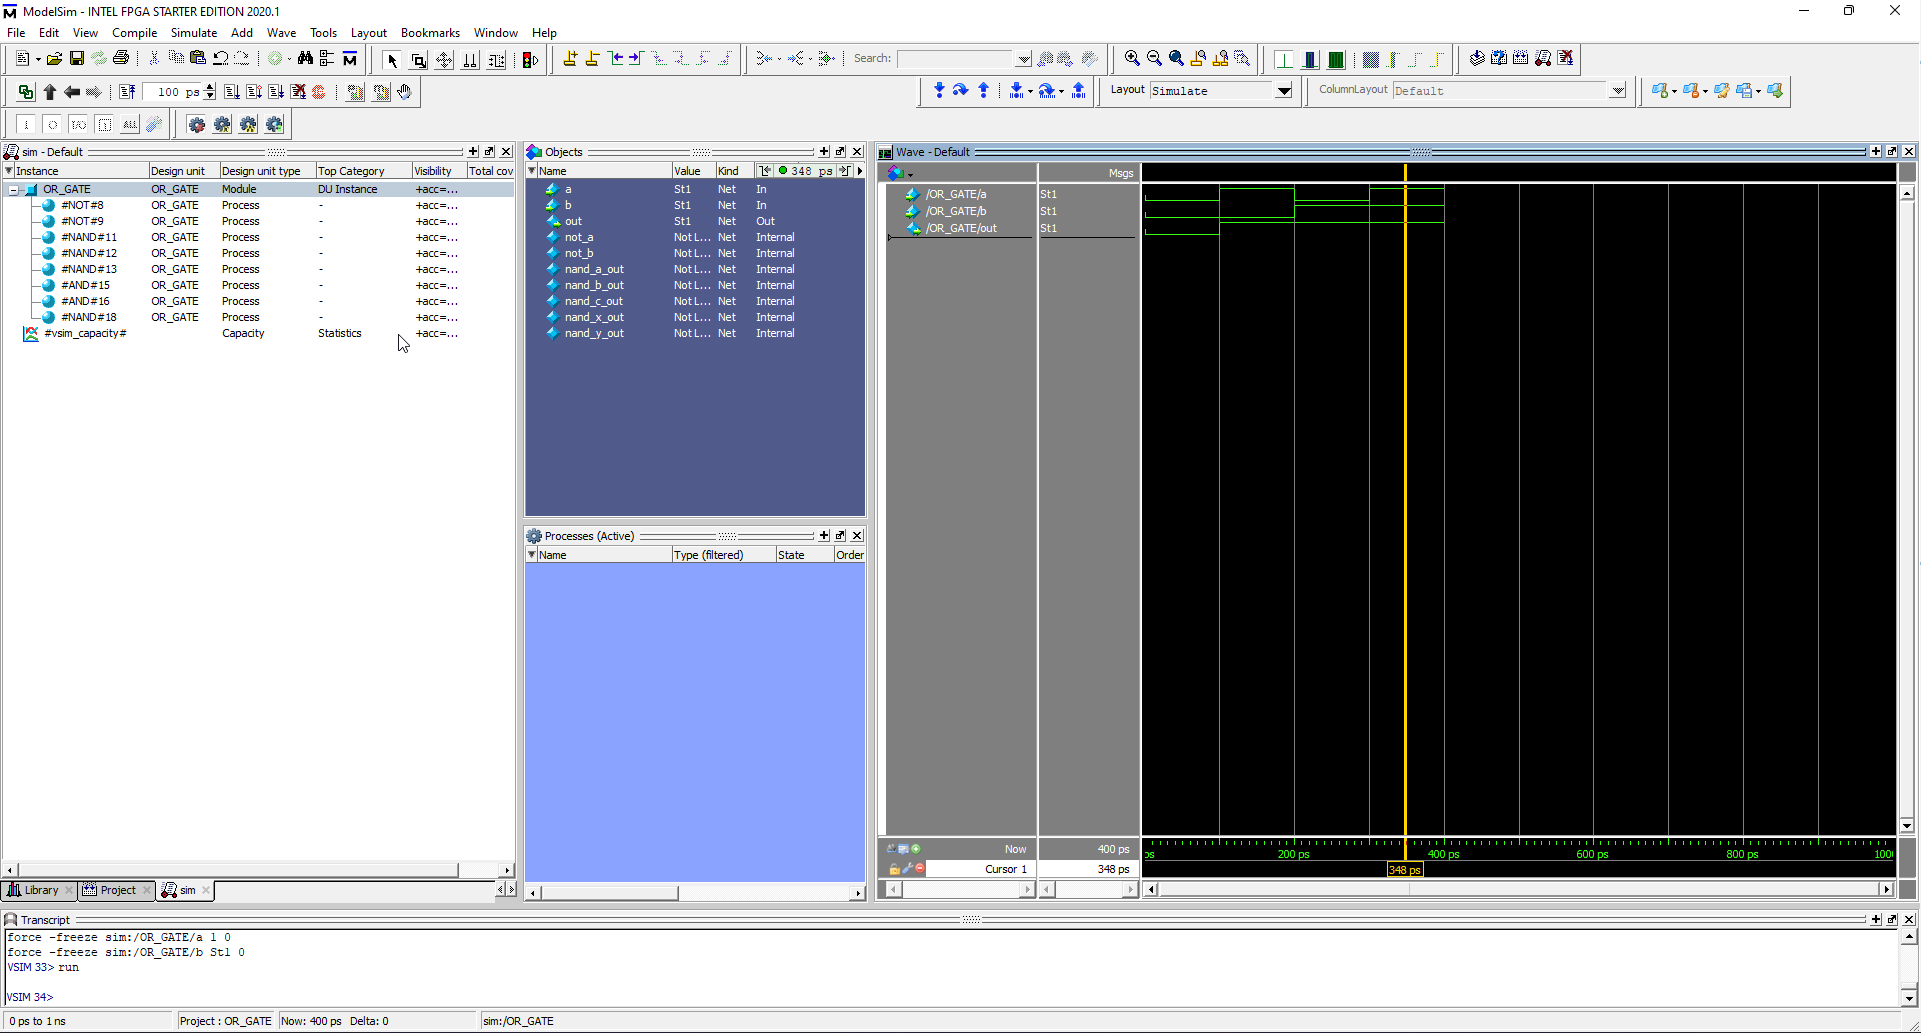 ModelSim - INTEL FPGA STARTER EDITION 2020.1
File Edit View Compile Simulate Add Wave Tools Layout Bookmarks Window Help
Search:
100 ps
Layout Simulate
ColumnLayout Default
ALL
sim - Default
Instance Design unit Design unit type Top Category Visibility Total cov
OR_GATE OR_GATE Module DU Instance +acc=...
#NOT#8 OR_GATE Process - +acc=...
#NOT#9 OR_GATE Process - +acc=...
#NAND#11 OR_GATE Process - +acc=...
#NAND#12 OR_GATE Process - +acc=...
#NAND#13 OR_GATE Process - +acc=...
#AND#15 OR_GATE Process - +acc=...
#AND#16 OR_GATE Process - +acc=...
#NAND#18 OR_GATE Process - +acc=...
#vsim_capacity# Capacity Statistics +acc=...
Library Project sim
Objects
Name Value Kind 348 ps
a St1 Net In
b St1 Net In
out St1 Net Out
not_a Not L... Net Internal
not_b Not L... Net Internal
nand_a_out Not L... Net Internal
nand_b_out Not L... Net Internal
nand_c_out Not L... Net Internal
nand_x_out Not L... Net Internal
nand_y_out Not L... Net Internal
Processes (Active)
Name Type (filtered) State Order
Wave - Default
Msgs
/OR_GATE/a St1
/OR_GATE/b St1
/OR_GATE/out St1
Now 400 ps
ps 200 ps 400 ps 600 ps 800 ps 100
Cursor 1 348 ps
348 ps
Transcript
force -freeze sim:/OR_GATE/a 1 0
force -freeze sim:/OR_GATE/b St1 0
VSIM 33> run
VSIM 34>
0 ps to 1 ns Project : OR_GATE Now: 400 ps Delta: 0 sim:/OR_GATE